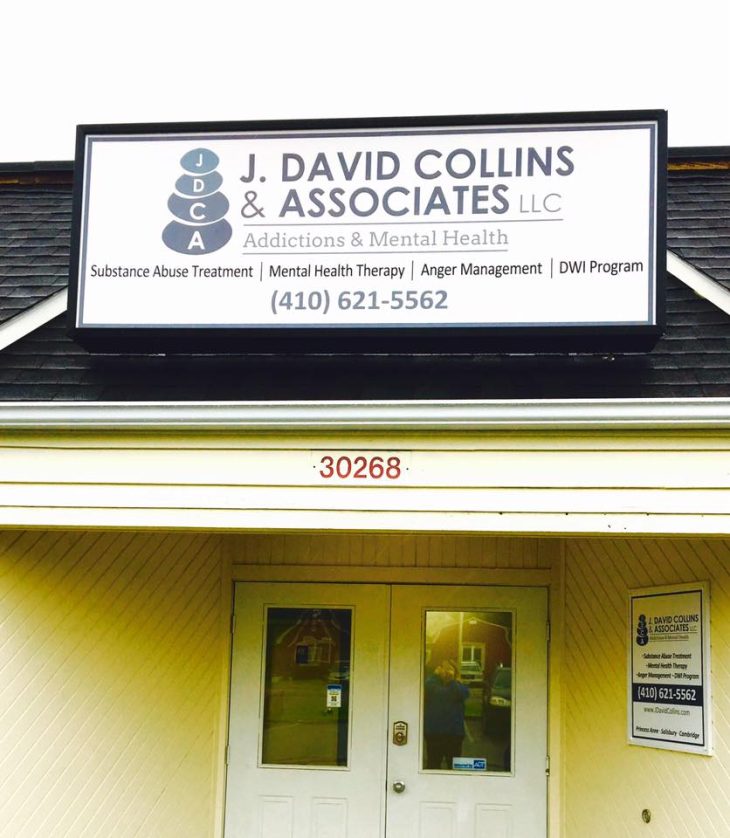 J
D
C
A
J. DAVID COLLINS
& ASSOCIATES LLC
Addictions & Mental Health
Substance Abuse Treatment | Mental Health Therapy | Anger Management | DWI Program
(410) 621-5562
30268
J. DAVID COLLINS
& ASSOCIATES LLC
Addictions & Mental Health
·Substance Abuse Treatment
·Mental Health Therapy
·Anger Management ·DWI Program
(410) 621-5562
www.JDavidCollins.com
Princess Anne · Salisbury · Cambridge
ADT